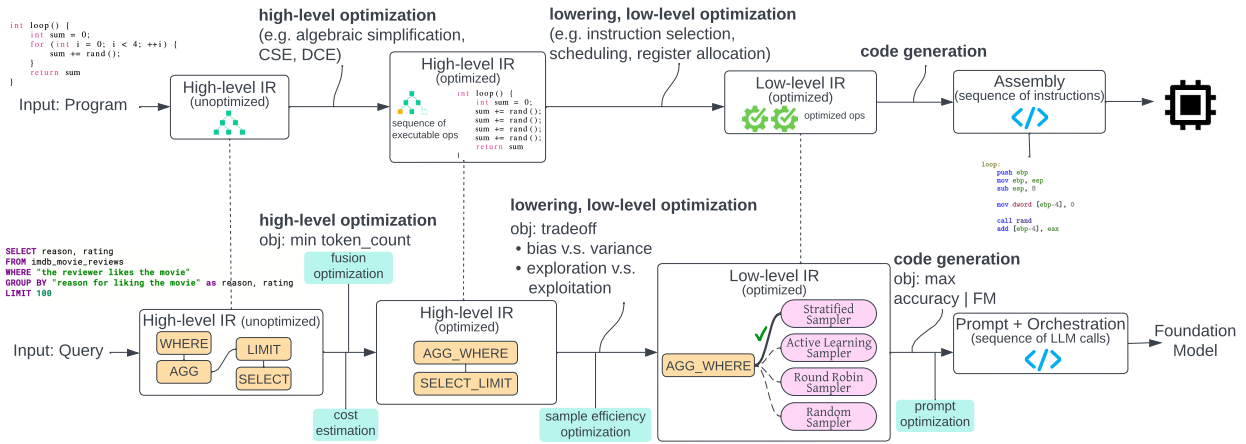 int loop() {
int sum = 0;
for (int i = 0; i < 4; ++i) {
sum += rand();
}
return sum
}
Input: Program
High-level IR
(unoptimized)
high-level optimization
(e.g. algebraic simplification,
CSE, DCE)
High-level IR
(optimized)
sequence of
executable ops
int loop() {
int sum = 0;
sum += rand();
sum += rand();
sum += rand();
sum += rand();
return sum
}
lowering, low-level optimization
(e.g. instruction selection,
scheduling, register allocation)
Low-level IR
(optimized)
optimized ops
code generation
Assembly
(sequence of instructions)
</>
loop:
push ebp
mov ebp, esp
sub esp, 8
mov dword [ebp-4], 0
call rand
add [ebp-4], eax
SELECT reason, rating
FROM imdb_movie_reviews
WHERE "the reviewer likes the movie"
GROUP BY "reason for liking the movie" as reason, rating
LIMIT 100
Input: Query
High-level IR (unoptimized)
WHERE
AGG
LIMIT
SELECT
high-level optimization
obj: min token_count
fusion
optimization
cost
estimation
High-level IR
(optimized)
AGG_WHERE
SELECT_LIMIT
lowering, low-level optimization
obj: tradeoff
• bias v.s. variance
• exploration v.s.
exploitation
sample efficiency
optimization
Low-level IR
(optimized)
AGG_WHERE
Stratified
Sampler
Active Learning
Sampler
Round Robin
Sampler
Random
Sampler
code generation
obj: max
accuracy | FM
prompt
optimization
Prompt + Orchestration
(sequence of LLM calls)
</>
Foundation
Model